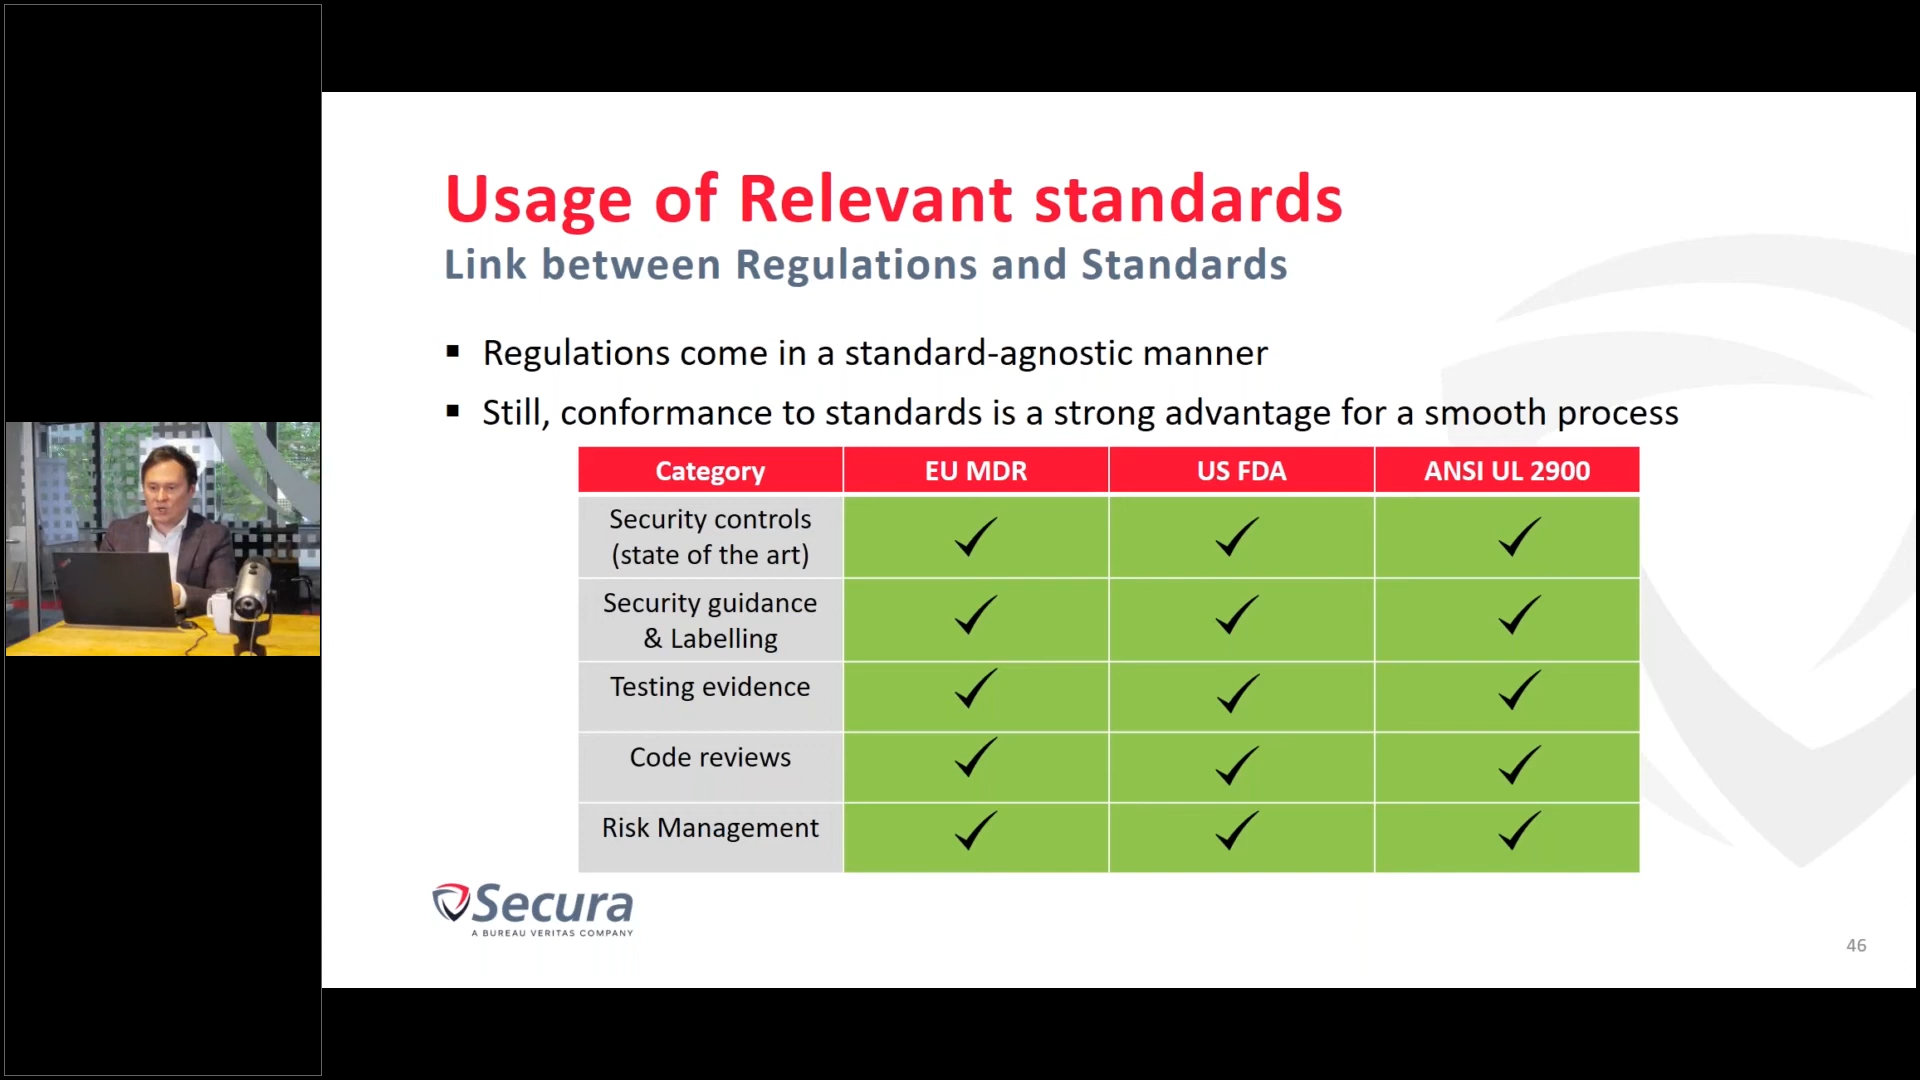 Usage of Relevant standards
Link between Regulations and Standards
▪ Regulations come in a standard-agnostic manner
▪ Still, conformance to standards is a strong advantage for a smooth process
Category EU MDR US FDA ANSI UL 2900
Security controls
(state of the art) ✓ ✓ ✓
Security guidance
& Labelling ✓ ✓ ✓
Testing evidence ✓ ✓ ✓
Code reviews ✓ ✓ ✓
Risk Management ✓ ✓ ✓
Secura
A BUREAU VERITAS COMPANY
46